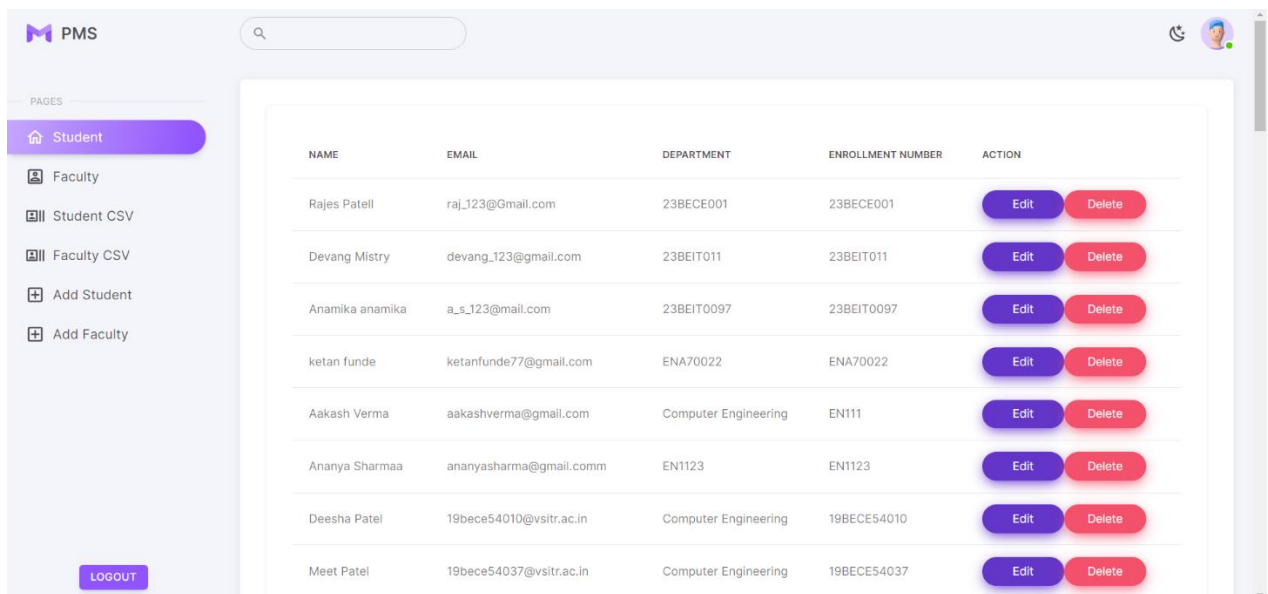 PMS
PAGES
Student
Faculty
Student CSV
Faculty CSV
Add Student
Add Faculty
LOGOUT
NAME EMAIL DEPARTMENT ENROLLMENT NUMBER ACTION
Rajes Patell raj_123@Gmail.com 23BECE001 23BECE001 Edit Delete
Devang Mistry devang_123@gmail.com 23BEIT011 23BEIT011 Edit Delete
Anamika anamika a_s_123@mail.com 23BEIT0097 23BEIT0097 Edit Delete
ketan funde ketanfunde77@gmail.com ENA70022 ENA70022 Edit Delete
Aakash Verma aakashverma@gmail.com Computer Engineering EN111 Edit Delete
Ananya Sharmaa ananyasharma@gmail.comm EN1123 EN1123 Edit Delete
Deesha Patel 19bece54010@vsitr.ac.in Computer Engineering 19BECE54010 Edit Delete
Meet Patel 19bece54037@vsitr.ac.in Computer Engineering 19BECE54037 Edit Delete